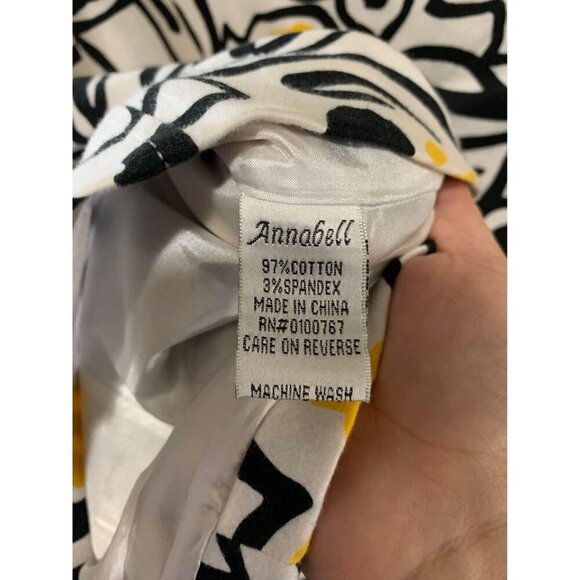 Annabell
97%COTTON
3%SPANDEX
MADE IN CHINA
RN#0100767
CARE ON REVERSE
MACHINE WASH